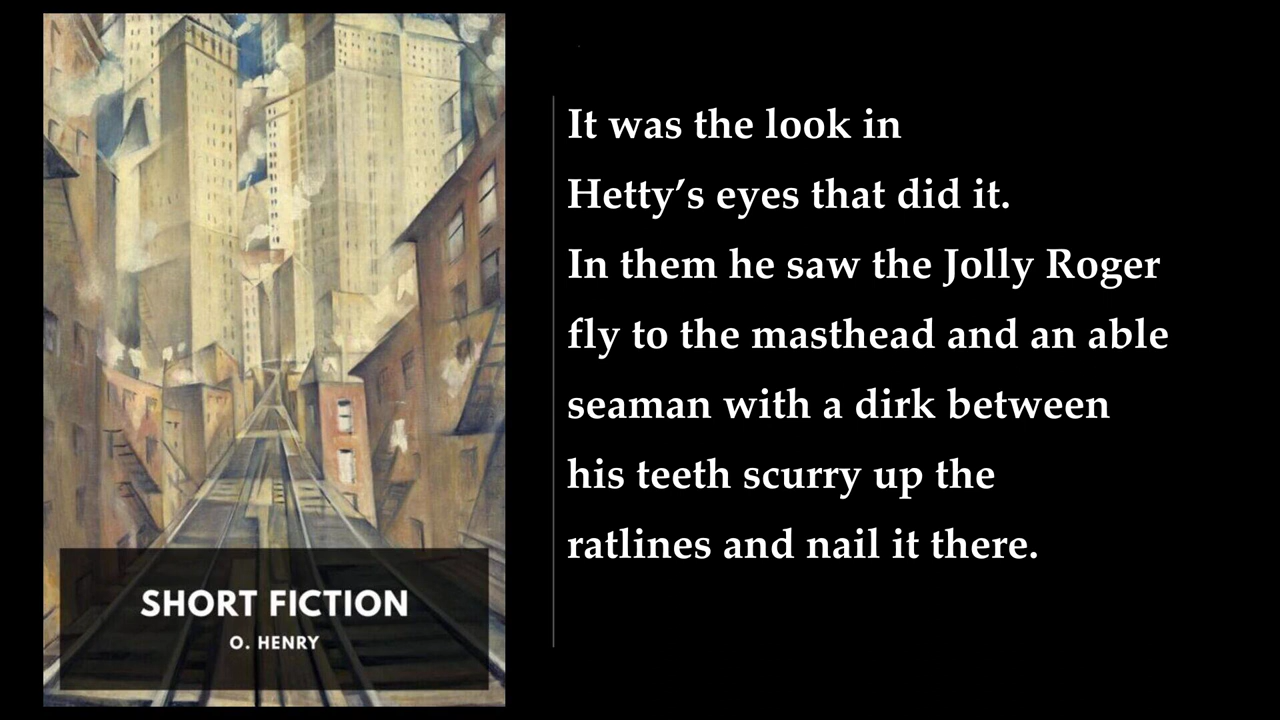 SHORT FICTION
O. HENRY
It was the look in
Hetty’s eyes that did it.
In them he saw the Jolly Roger
fly to the masthead and an able
seaman with a dirk between
his teeth scurry up the
ratlines and nail it there.